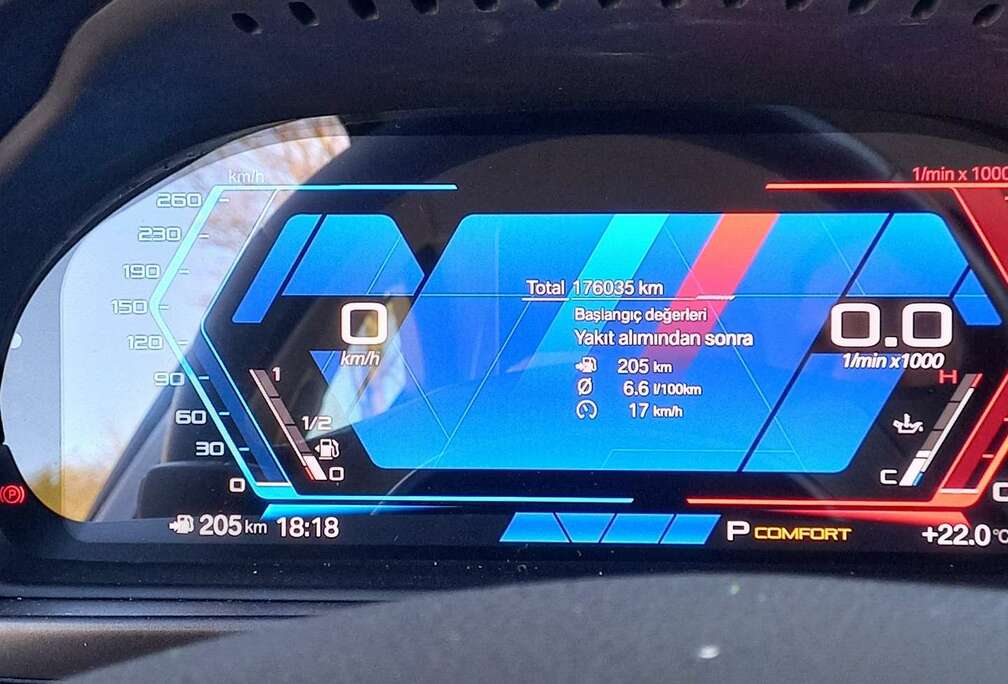 km/h
1/min x 1000
260
230
190
150
120
90
60
30
0
Total 176035 km
Başlangıç değerleri
Yakıt alımından sonra
205 km
Ø 6.6 l/100km
17 km/h
0
km/h
0.0
1/min x1000
1
1/2
0
H
C
0
P
205 km 18:18
P COMFORT
+22.0°C